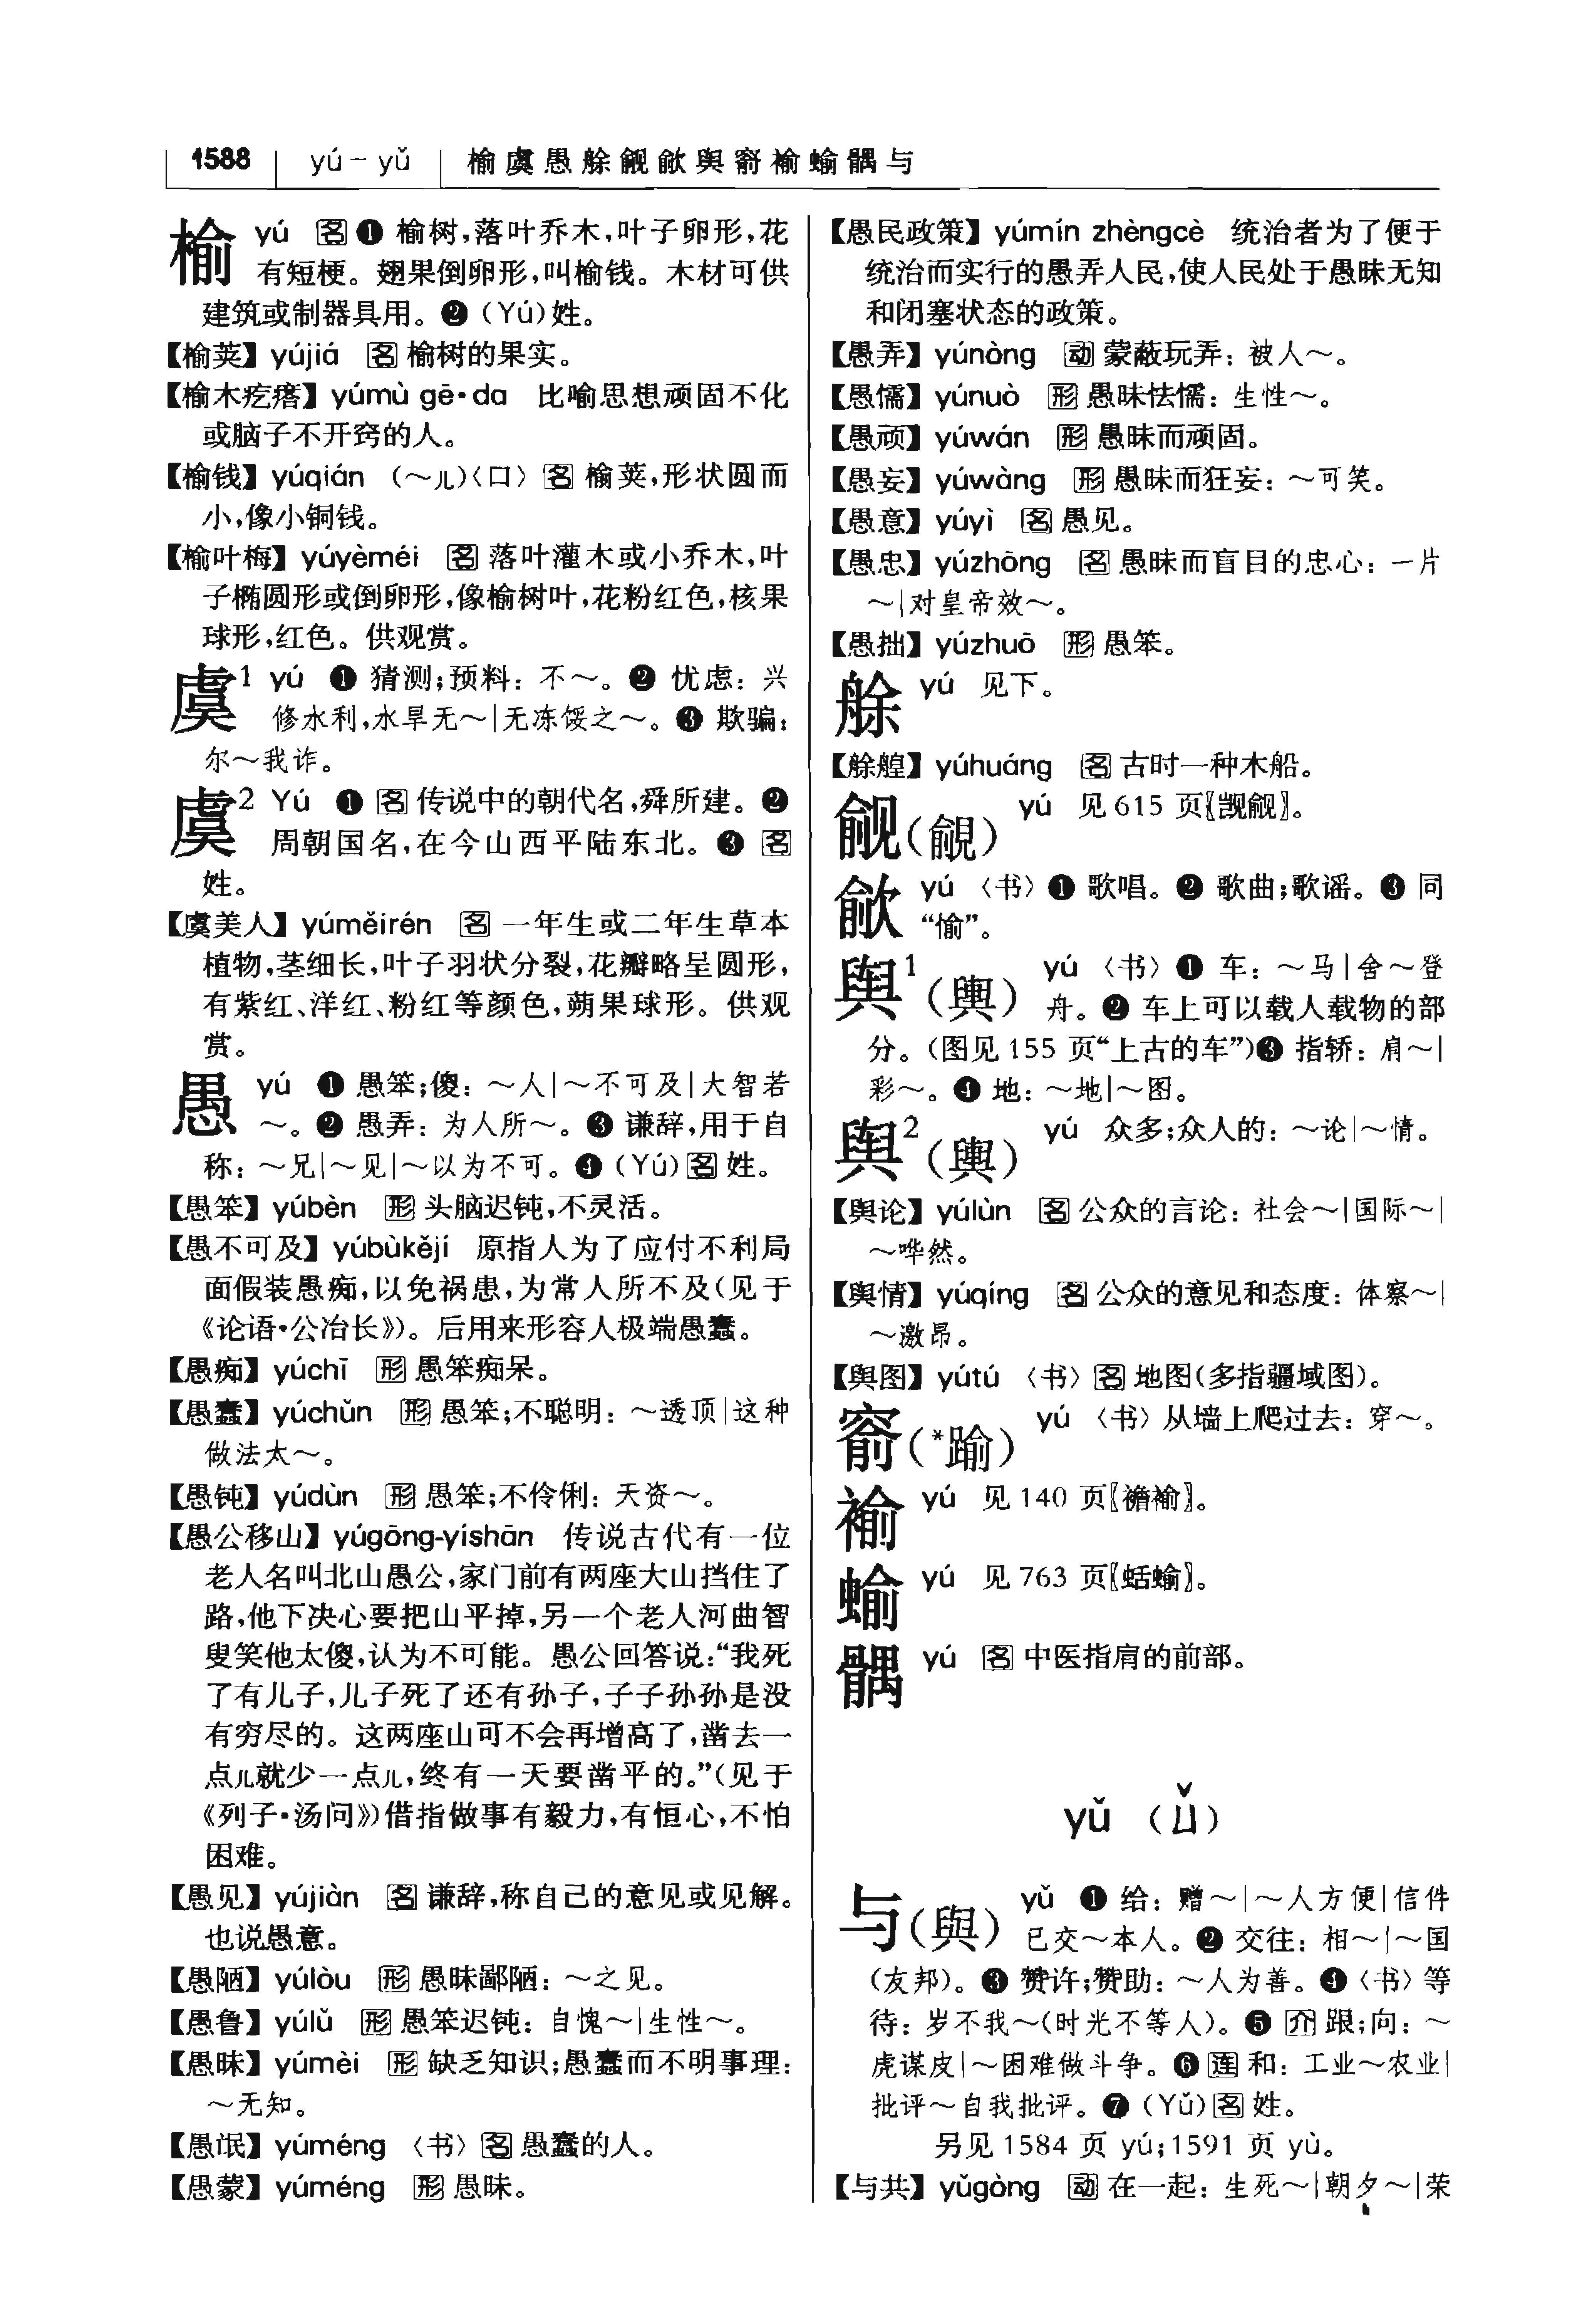 1588 yú－yǔ 榆虞愚艅觎歈舆窬褕蝓髃与
榆 yú 名❶ 榆树，落叶乔木，叶子卵形，花
有短梗。翅果倒卵形，叫榆钱。木材可供
建筑或制器具用。❷（Yú）姓。
【榆荚】yújiá 名 榆树的果实。
【榆木疙瘩】yúmù gē·da 比喻思想顽固不化
或脑子不开窍的人。
【榆钱】yúqián （～儿）〈口〉名 榆荚，形状圆而
小，像小铜钱。
【榆叶梅】yúyèméi 名 落叶灌木或小乔木，叶
子椭圆形或倒卵形，像榆树叶，花粉红色，核果
球形，红色。供观赏。
虞1 yú ❶ 猜测；预料：不～。❷ 忧虑：兴
修水利，水旱无～|无冻馁之～。❸ 欺骗：
尔～我诈。
虞2 Yú ❶ 名 传说中的朝代名，舜所建。❷
周朝国名，在今山西平陆东北。❸ 名
姓。
【虞美人】yúměirén 名 一年生或二年生草本
植物，茎细长，叶子羽状分裂，花瓣略呈圆形，
有紫红、洋红、粉红等颜色，蒴果球形。供观
赏。
愚 yú ❶ 愚笨；傻：～人|～不可及|大智若
～。❷ 愚弄：为人所～。❸ 谦辞，用于自
称：～兄|～见|～以为不可。❹（Yú）名 姓。
【愚笨】yúbèn 形 头脑迟钝，不灵活。
【愚不可及】yúbùkějí 原指人为了应付不利局
面假装愚痴，以免祸患，为常人所不及（见于
《论语·公冶长》）。后用来形容人极端愚蠢。
【愚痴】yúchī 形 愚笨痴呆。
【愚蠢】yúchǔn 形 愚笨；不聪明：～透顶|这种
做法太～。
【愚钝】yúdùn 形 愚笨；不伶俐：天资～。
【愚公移山】yúgōng-yíshān 传说古代有一位
老人名叫北山愚公，家门前有两座大山挡住了
路，他下决心要把山平掉，另一个老人河曲智
叟笑他太傻，认为不可能。愚公回答说：“我死
了有儿子，儿子死了还有孙子，子子孙孙是没
有穷尽的。这两座山可不会再增高了，凿去一
点儿就少一点儿，终有一天要凿平的。”（见于
《列子·汤问》）借指做事有毅力，有恒心，不怕
困难。
【愚见】yújiàn 名 谦辞，称自己的意见或见解。
也说愚意。
【愚陋】yúlòu 形 愚昧鄙陋：～之见。
【愚鲁】yúlǔ 形 愚笨迟钝：自愧～|生性～。
【愚昧】yúmèi 形 缺乏知识；愚蠢而不明事理：
～无知。
【愚氓】yúméng 〈书〉名 愚蠢的人。
【愚蒙】yúméng 形 愚昧。
【愚民政策】yúmín zhèngcè 统治者为了便于
统治而实行的愚弄人民，使人民处于愚昧无知
和闭塞状态的政策。
【愚弄】yúnòng 动 蒙蔽玩弄：被人～。
【愚懦】yúnuò 形 愚昧怯懦：生性～。
【愚顽】yúwán 形 愚昧而顽固。
【愚妄】yúwàng 形 愚昧而狂妄：～可笑。
【愚意】yúyì 名 愚见。
【愚忠】yúzhōng 名 愚昧而盲目的忠心：一片
～|对皇帝效～。
【愚拙】yúzhuō 形 愚笨。
艅 yú 见下。
【艅艎】yúhuáng 名 古时一种木船。
觎（覦） yú 见 615 页〖觊觎〗。
歈 yú 〈书〉❶ 歌唱。❷ 歌曲；歌谣。❸ 同
“愉”。
舆1（輿） yú 〈书〉❶ 车：～马|舍～登
舟。❷ 车上可以载人载物的部
分。（图见 155 页“上古的车”）❸ 指轿：肩～|
彩～。❹ 地：～地|～图。
舆2（輿） yú 众多；众人的：～论|～情。
【舆论】yúlùn 名 公众的言论：社会～|国际～|
～哗然。
【舆情】yúqíng 名 公众的意见和态度：体察～|
～激昂。
【舆图】yútú 〈书〉名 地图（多指疆域图）。
窬（*踰） yú 〈书〉从墙上爬过去：穿～。
褕 yú 见 140 页〖襜褕〗。
蝓 yú 见 763 页〖蛞蝓〗。
髃 yú 名 中医指肩的前部。
yǔ （ㄩˇ）
与（與） yǔ ❶ 给：赠～|～人方便|信件
已交～本人。❷ 交往：相～|～国
（友邦）。❸ 赞许；赞助：～人为善。❹〈书〉等
待：岁不我～（时光不等人）。❺ 介 跟；向：～
虎谋皮|～困难做斗争。❻ 连 和：工业～农业|
批评～自我批评。❼（Yǔ）名 姓。
另见 1584 页 yú；1591 页 yù。
【与共】yǔgòng 动 在一起：生死～|朝夕～|荣